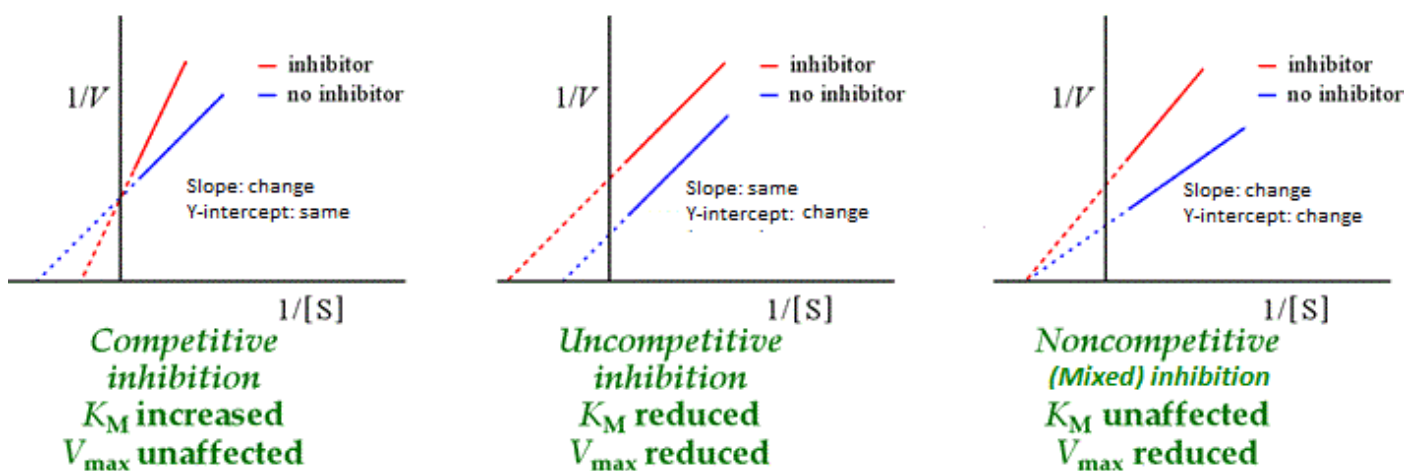 inhibitor
no inhibitor
1/V
Slope: change
Y-intercept: same
1/[S]
Competitive
inhibition
KM increased
Vmax unaffected
inhibitor
no inhibitor
1/V
Slope: same
Y-intercept: change
1/[S]
Uncompetitive
inhibition
KM reduced
Vmax reduced
inhibitor
no inhibitor
1/V
Slope: change
Y-intercept: change
1/[S]
Noncompetitive
(Mixed) inhibition
KM unaffected
Vmax reduced